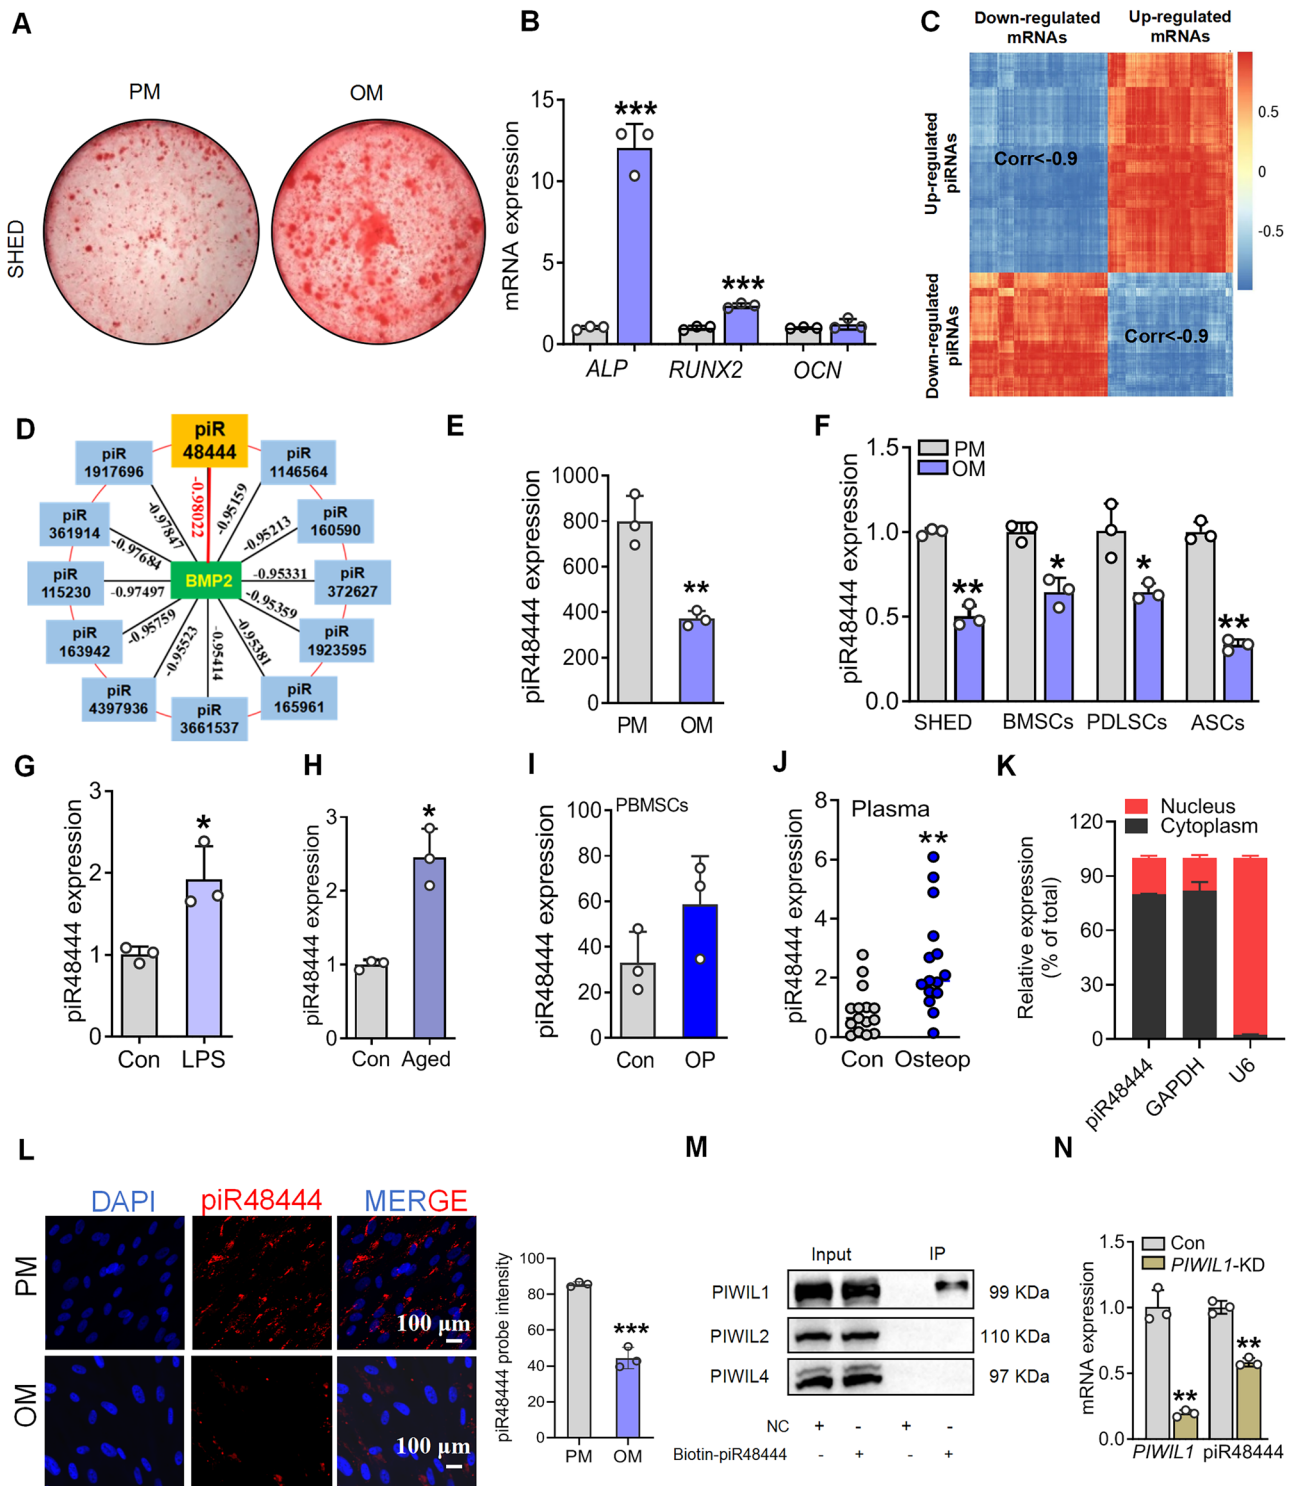 A
PM
OM
SHED
B
mRNA expression
15
10
5
0
***
***
ALP
RUNX2
OCN
C
Down-regulated
mRNAs
Up-regulated
mRNAs
Up-regulated
piRNAs
Down-regulated
piRNAs
Corr<-0.9
Corr<-0.9
0.5
0
-0.5
D
piR
48444
piR
1146564
piR
160590
piR
372627
piR
1923595
piR
165961
piR
3661537
piR
4397936
piR
163942
piR
115230
piR
361914
piR
1917696
BMP2
-0.98022
-0.95159
-0.95213
-0.95331
-0.95359
-0.95381
-0.95414
-0.95523
-0.95759
-0.97497
-0.97684
-0.97847
E
piR48444 expression
1000
800
600
400
200
0
**
PM
OM
F
piR48444 expression
1.5
1.0
0.5
0.0
PM
OM
**
*
*
**
SHED
BMSCs
PDLSCs
ASCs
G
piR48444 expression
3
2
1
0
*
Con
LPS
H
piR48444 expression
3
2
1
0
*
Con
Aged
I
piR48444 expression
100
80
60
40
20
0
PBMSCs
Con
OP
J
piR48444 expression
8
6
4
2
0
Plasma
**
Con
Osteop
K
Nucleus
Cytoplasm
Relative expression
(% of total)
120
90
60
30
0
piR48444
GAPDH
U6
L
DAPI
piR48444
MERGE
PM
100 µm
OM
100 µm
piR48444 probe intensity
100
80
60
40
20
0
***
PM
OM
M
Input
IP
PIWIL1
99 KDa
PIWIL2
110 KDa
PIWIL4
97 KDa
NC + - + -
Biotin-piR48444 - + - +
N
Con
PIWIL1-KD
mRNA expression
1.5
1.0
0.5
0.0
**
**
PIWIL1
piR48444